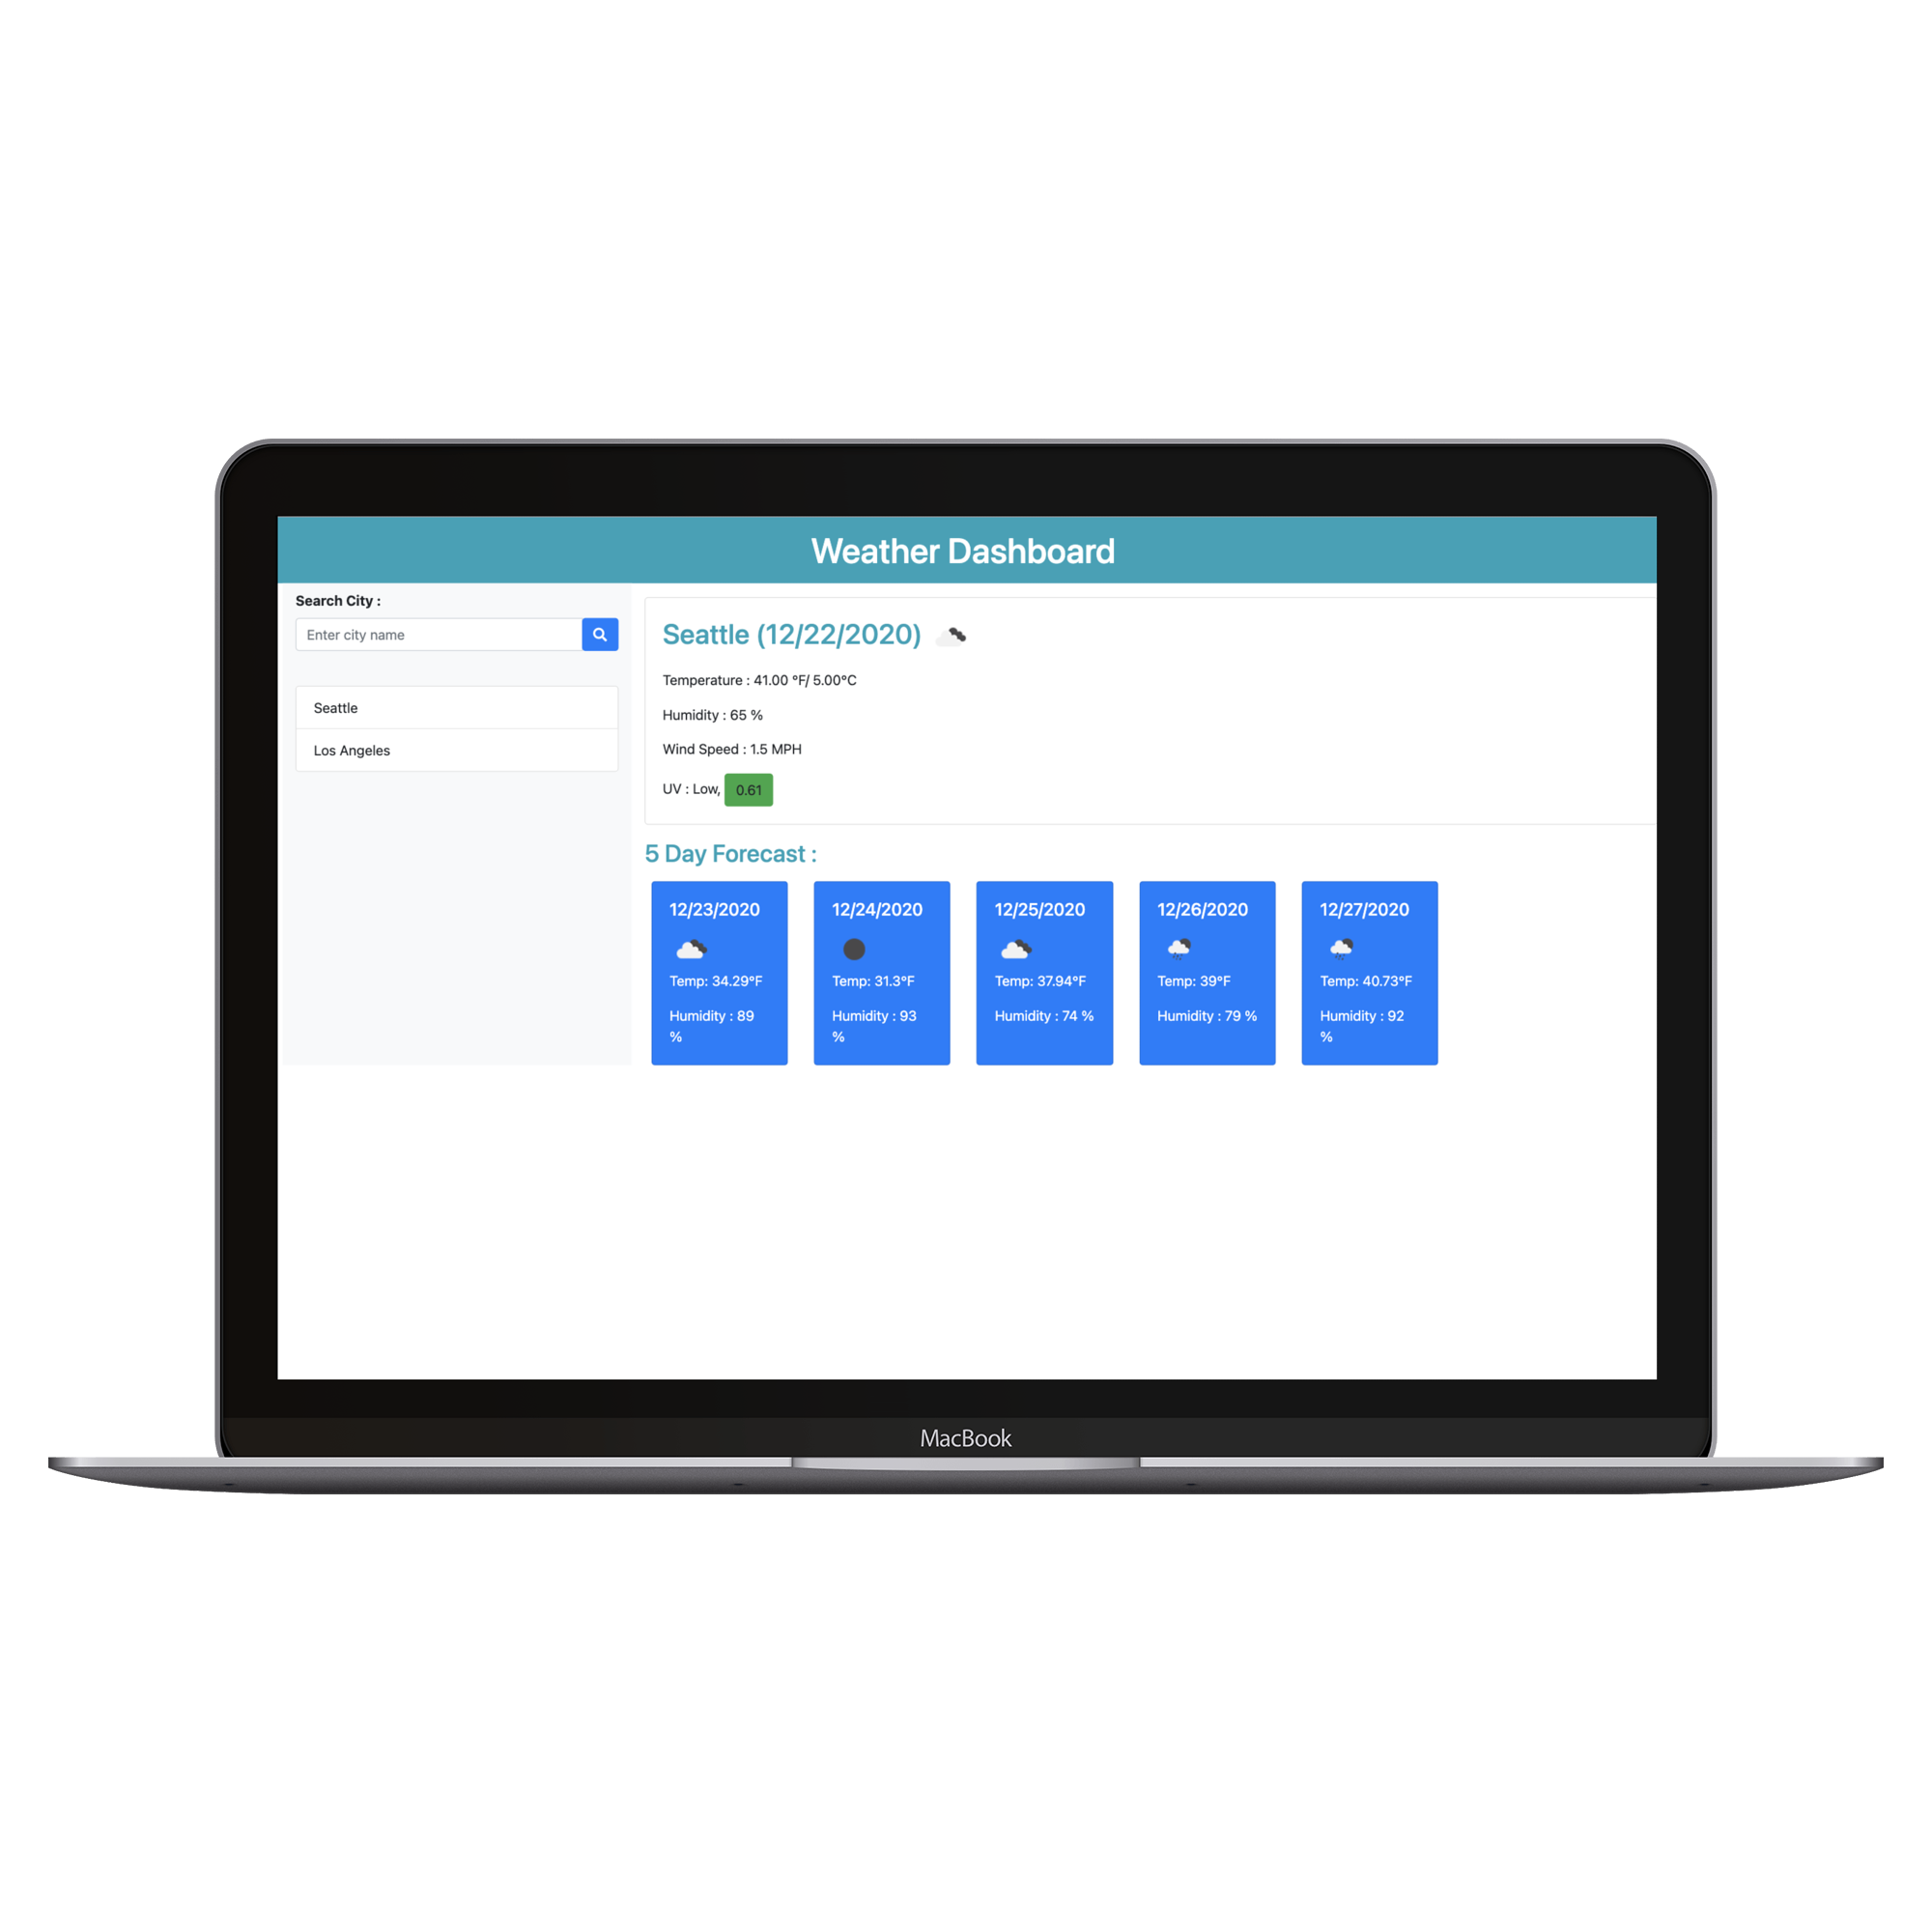 Weather Dashboard
Search City :
Enter city name
Seattle
Los Angeles
Seattle (12/22/2020)
Temperature : 41.00 °F/ 5.00°C
Humidity : 65 %
Wind Speed : 1.5 MPH
UV : Low, 0.61
5 Day Forecast :
12/23/2020
Temp: 34.29°F
Humidity : 89
%
12/24/2020
Temp: 31.3°F
Humidity : 93
%
12/25/2020
Temp: 37.94°F
Humidity : 74 %
12/26/2020
Temp: 39°F
Humidity : 79 %
12/27/2020
Temp: 40.73°F
Humidity : 92
%
MacBook